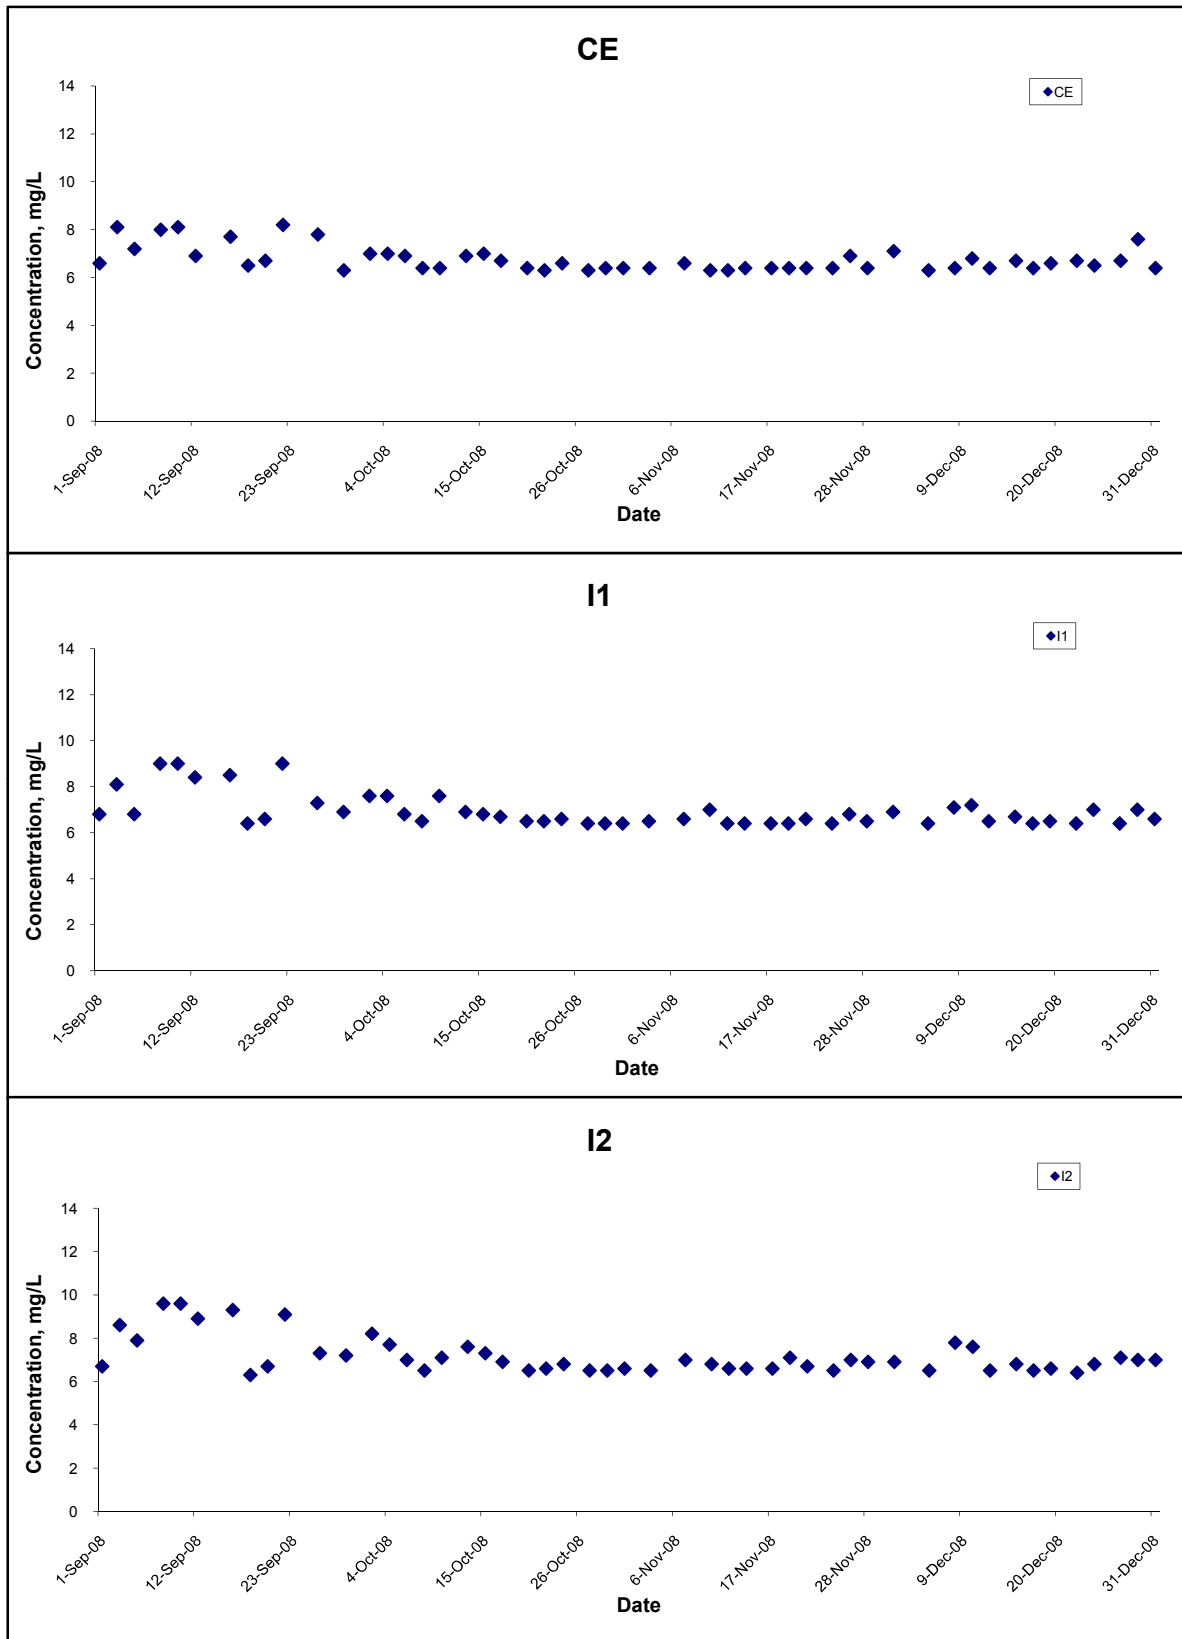 CE
CE
14
12
10
8
6
4
2
0
Concentration, mg/L
1-Sep-08 12-Sep-08 23-Sep-08 4-Oct-08 15-Oct-08 26-Oct-08 6-Nov-08 17-Nov-08 28-Nov-08 9-Dec-08 20-Dec-08 31-Dec-08
Date
I1
I1
14
12
10
8
6
4
2
0
Concentration, mg/L
1-Sep-08 12-Sep-08 23-Sep-08 4-Oct-08 15-Oct-08 26-Oct-08 6-Nov-08 17-Nov-08 28-Nov-08 9-Dec-08 20-Dec-08 31-Dec-08
Date
I2
I2
14
12
10
8
6
4
2
0
Concentration, mg/L
1-Sep-08 12-Sep-08 23-Sep-08 4-Oct-08 15-Oct-08 26-Oct-08 6-Nov-08 17-Nov-08 28-Nov-08 9-Dec-08 20-Dec-08 31-Dec-08
Date